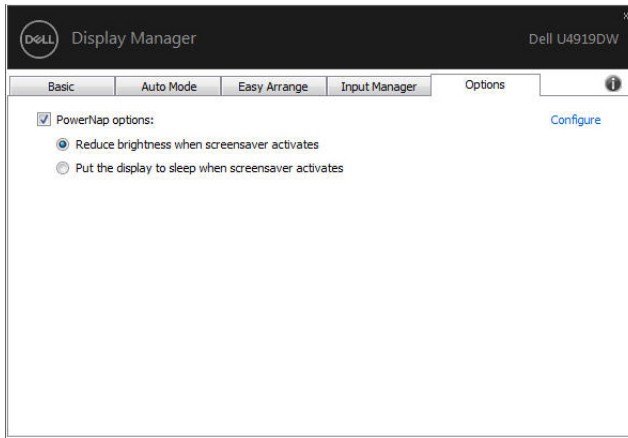 x
DELL Display Manager Dell U4919DW
Basic Auto Mode Easy Arrange Input Manager Options
PowerNap options: Configure
Reduce brightness when screensaver activates
Put the display to sleep when screensaver activates